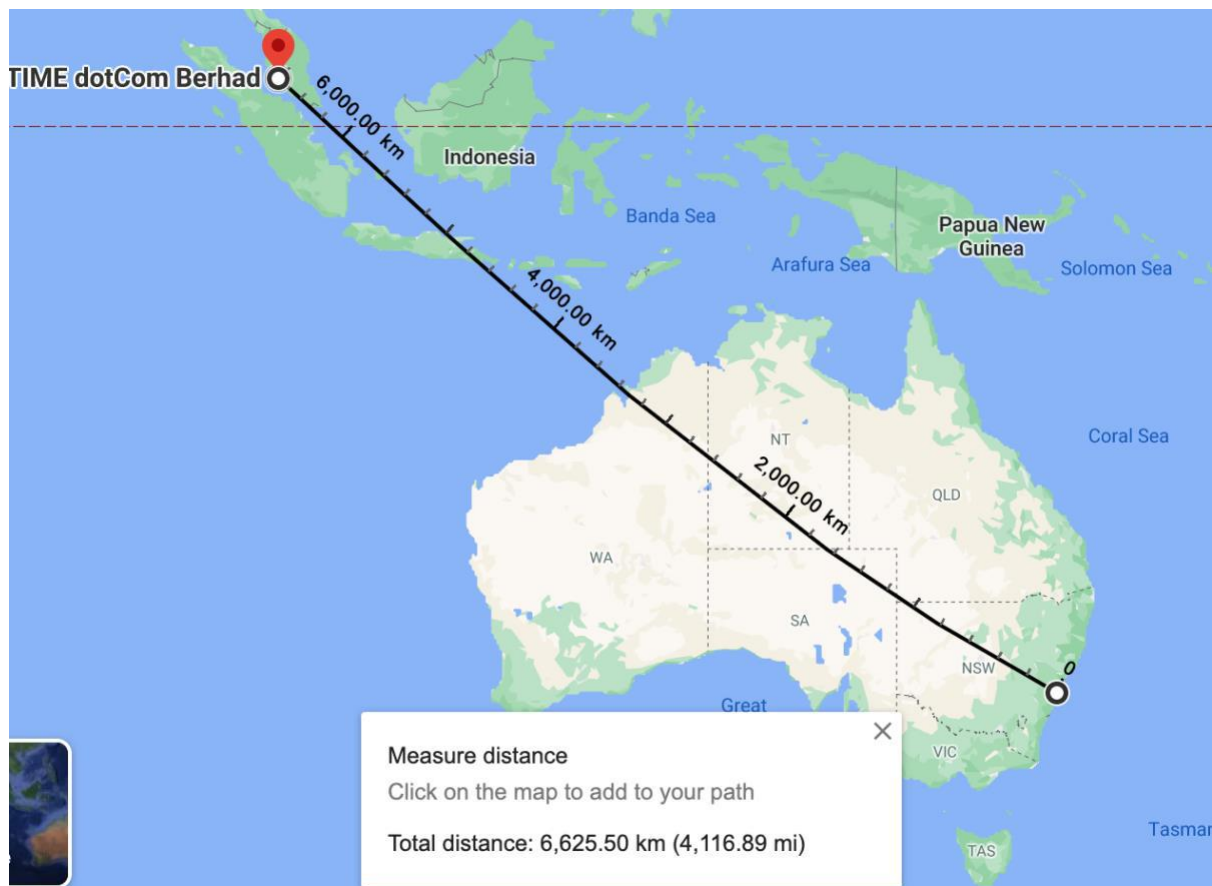 TIME dotCom Berhad
6,000.00 km
Indonesia
Banda Sea
Papua New
Guinea
Arafura Sea
Solomon Sea
4,000.00 km
Coral Sea
NT
2,000.00 km
QLD
WA
SA
0
NSW
Great
VIC
Measure distance
Click on the map to add to your path
Total distance: 6,625.50 km (4,116.89 mi)
Tasman
TAS